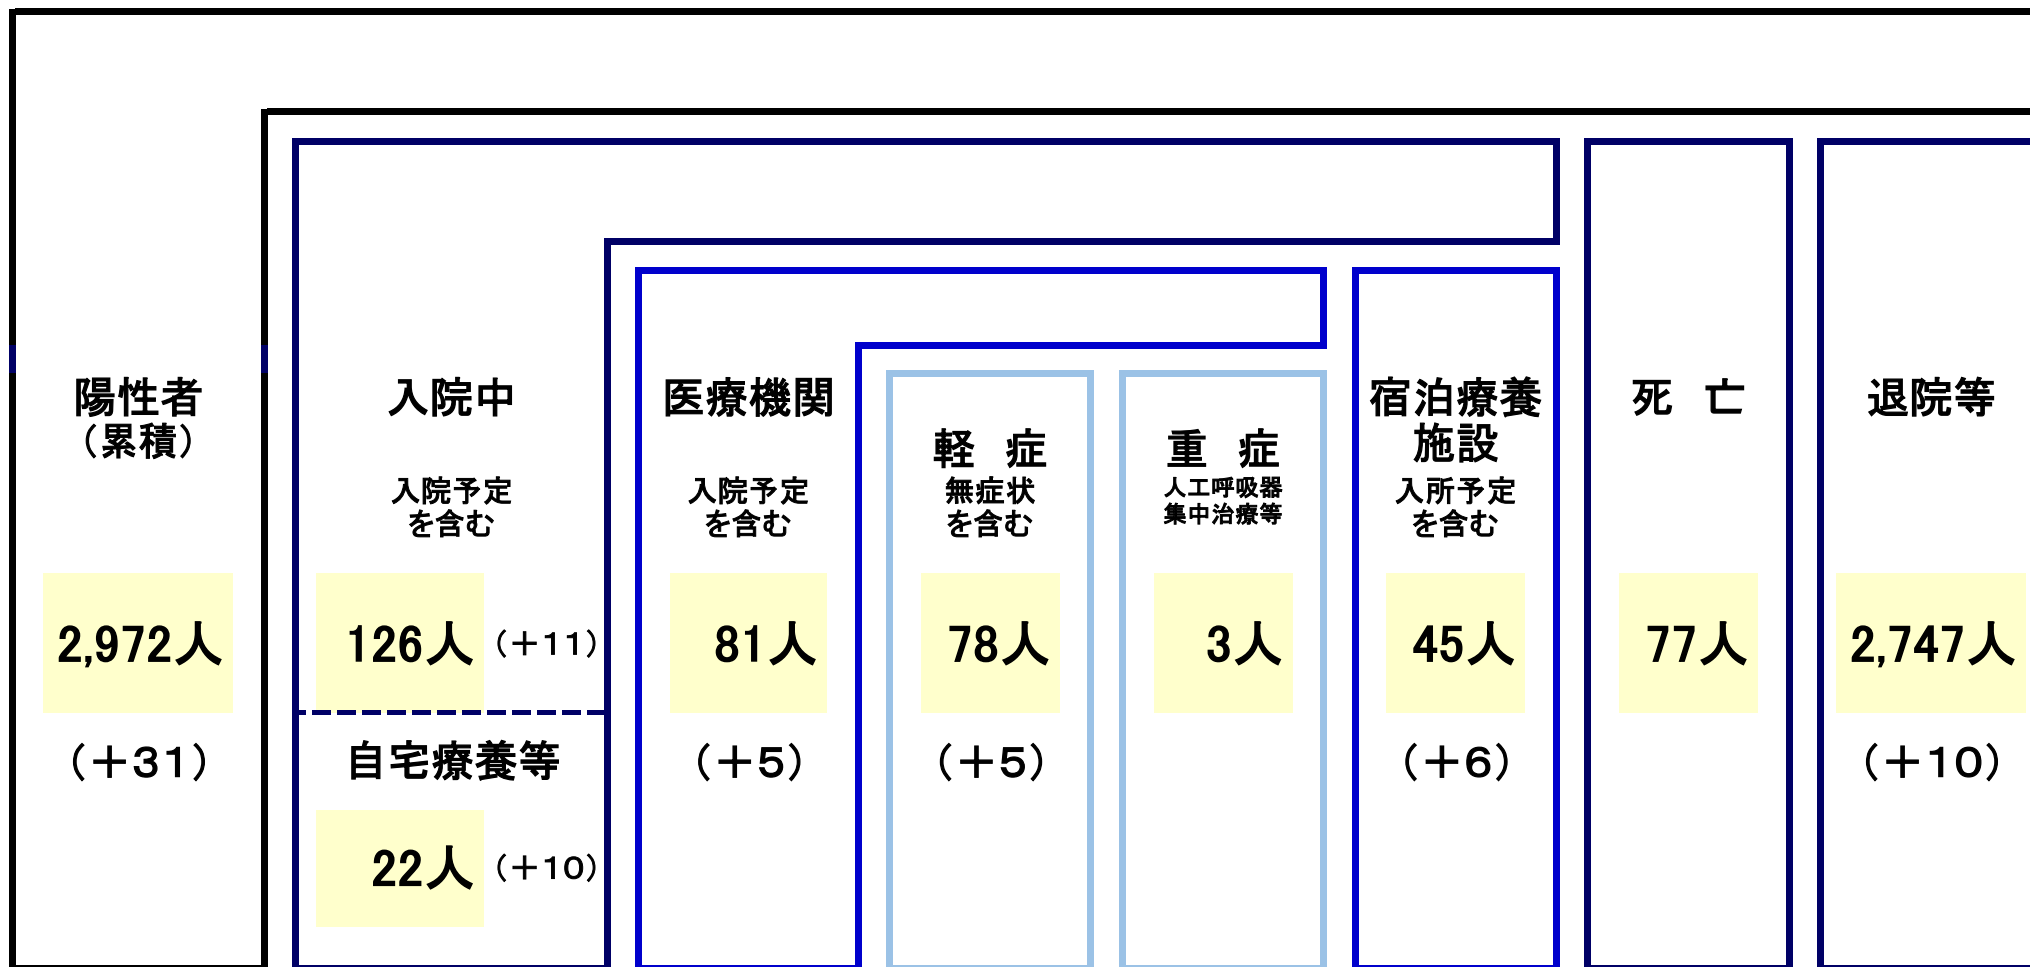 陽性者
（累積）
2,972人
（＋31）
入院中
入院予定
を含む
126人（＋11）
自宅療養等
22人（＋10）
医療機関
入院予定
を含む
81人
（＋5）
軽　症
無症状
を含む
78人
（＋5）
重　症
人工呼吸器
集中治療等
3人
宿泊療養
施設
入所予定
を含む
45人
（＋6）
死　亡
77人
退院等
2,747人
（＋10）